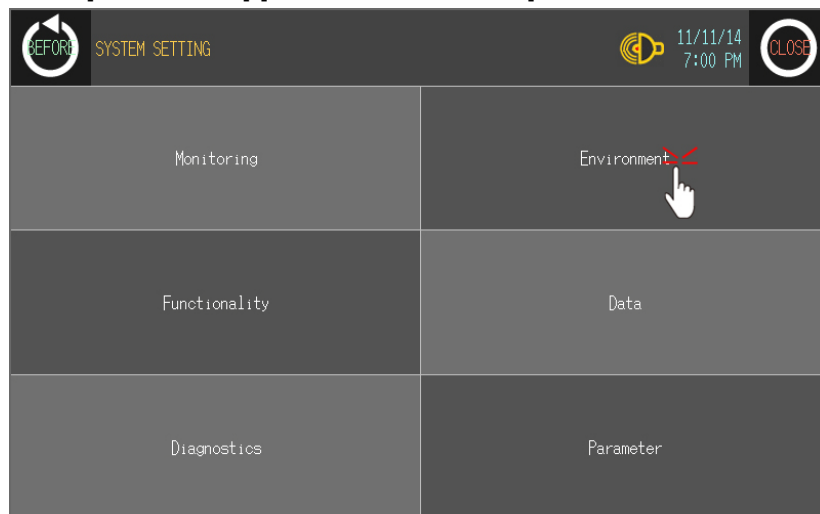 BEFORE
SYSTEM SETTING
11/11/14
7:00 PM
CLOSE
Monitoring
Environment
Functionality
Data
Diagnostics
Parameter